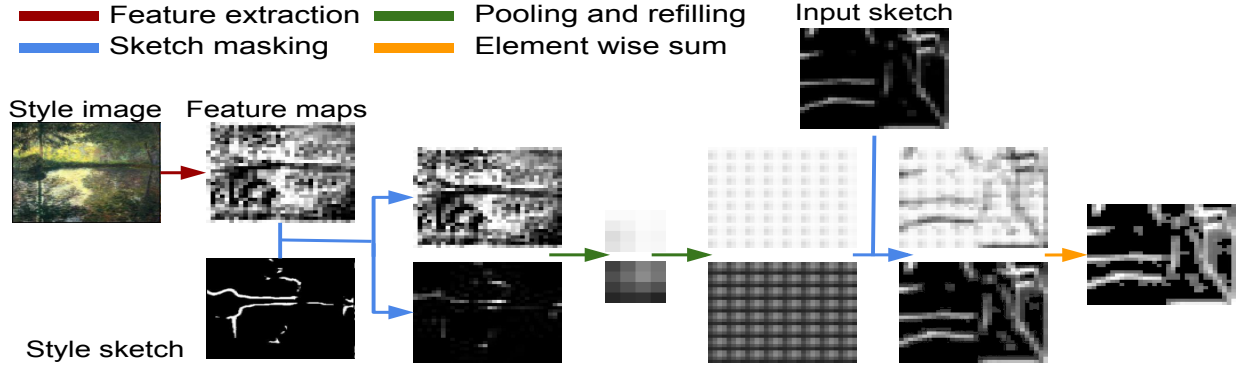 Feature extraction
Pooling and refilling
Input sketch
Sketch masking
Element wise sum
Style image
Feature maps
Style sketch